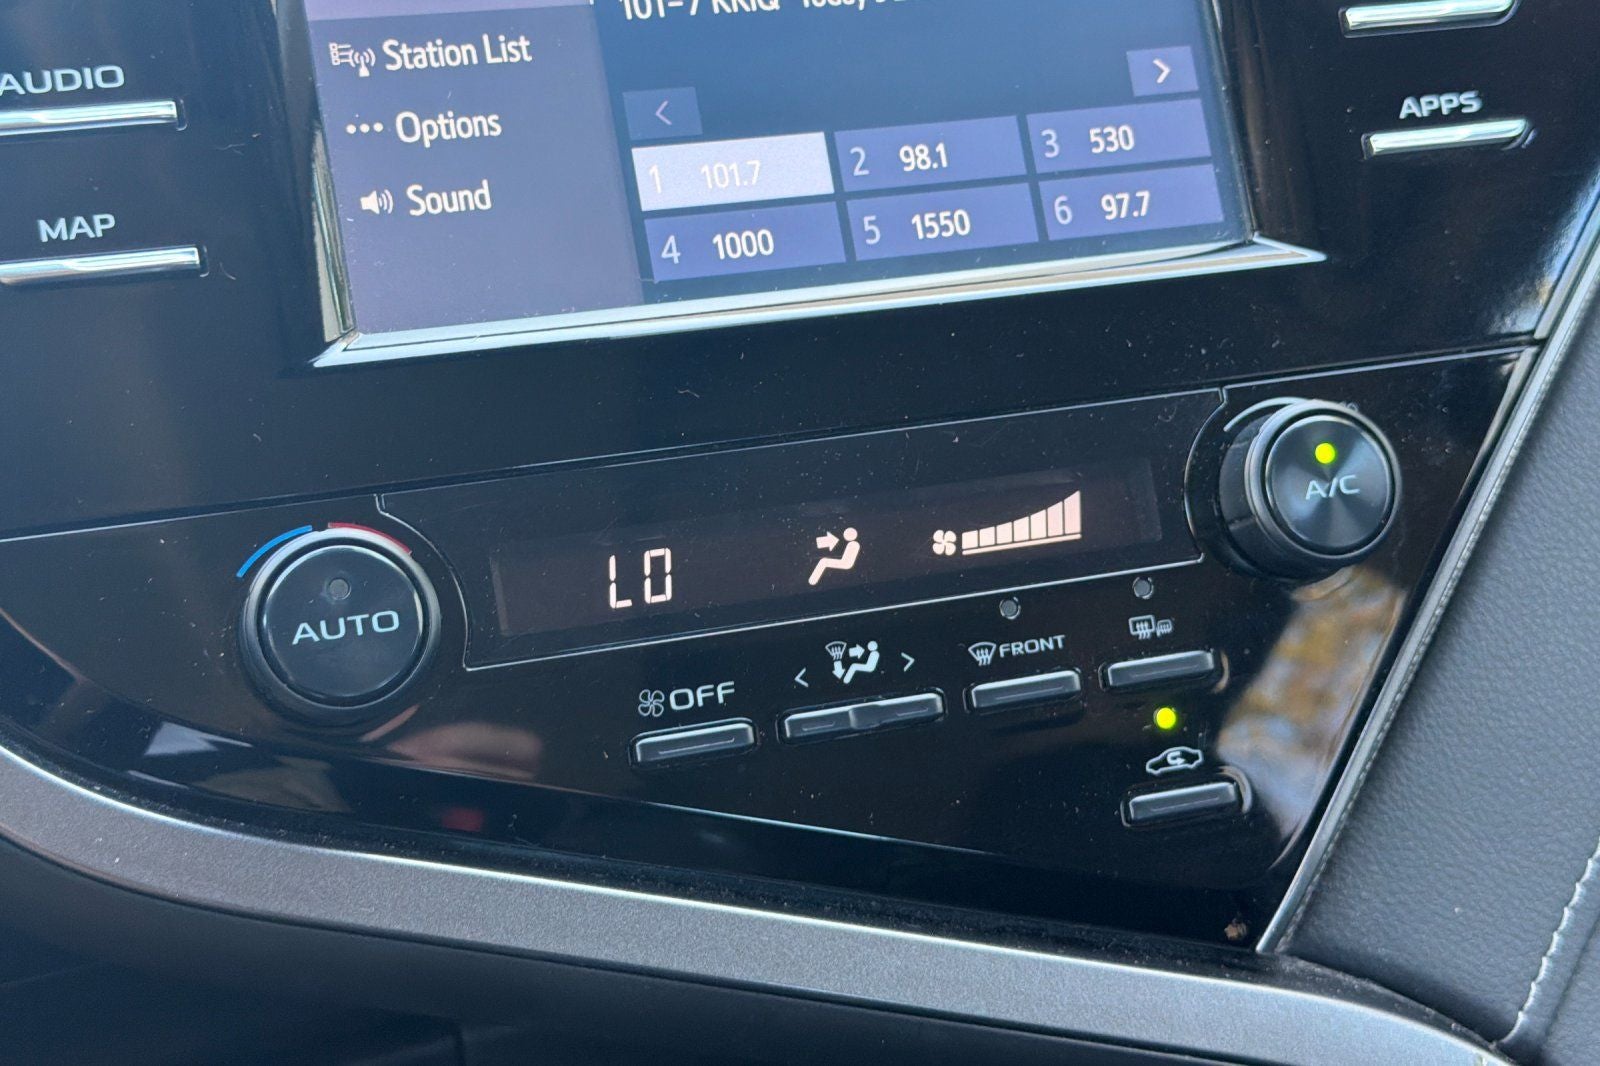 AUDIO
MAP
APPS
Station List
Options
Sound
1 101.7
2 98.1
3 530
4 1000
5 1550
6 97.7
AUTO
LO
A/C
OFF
< >
FRONT